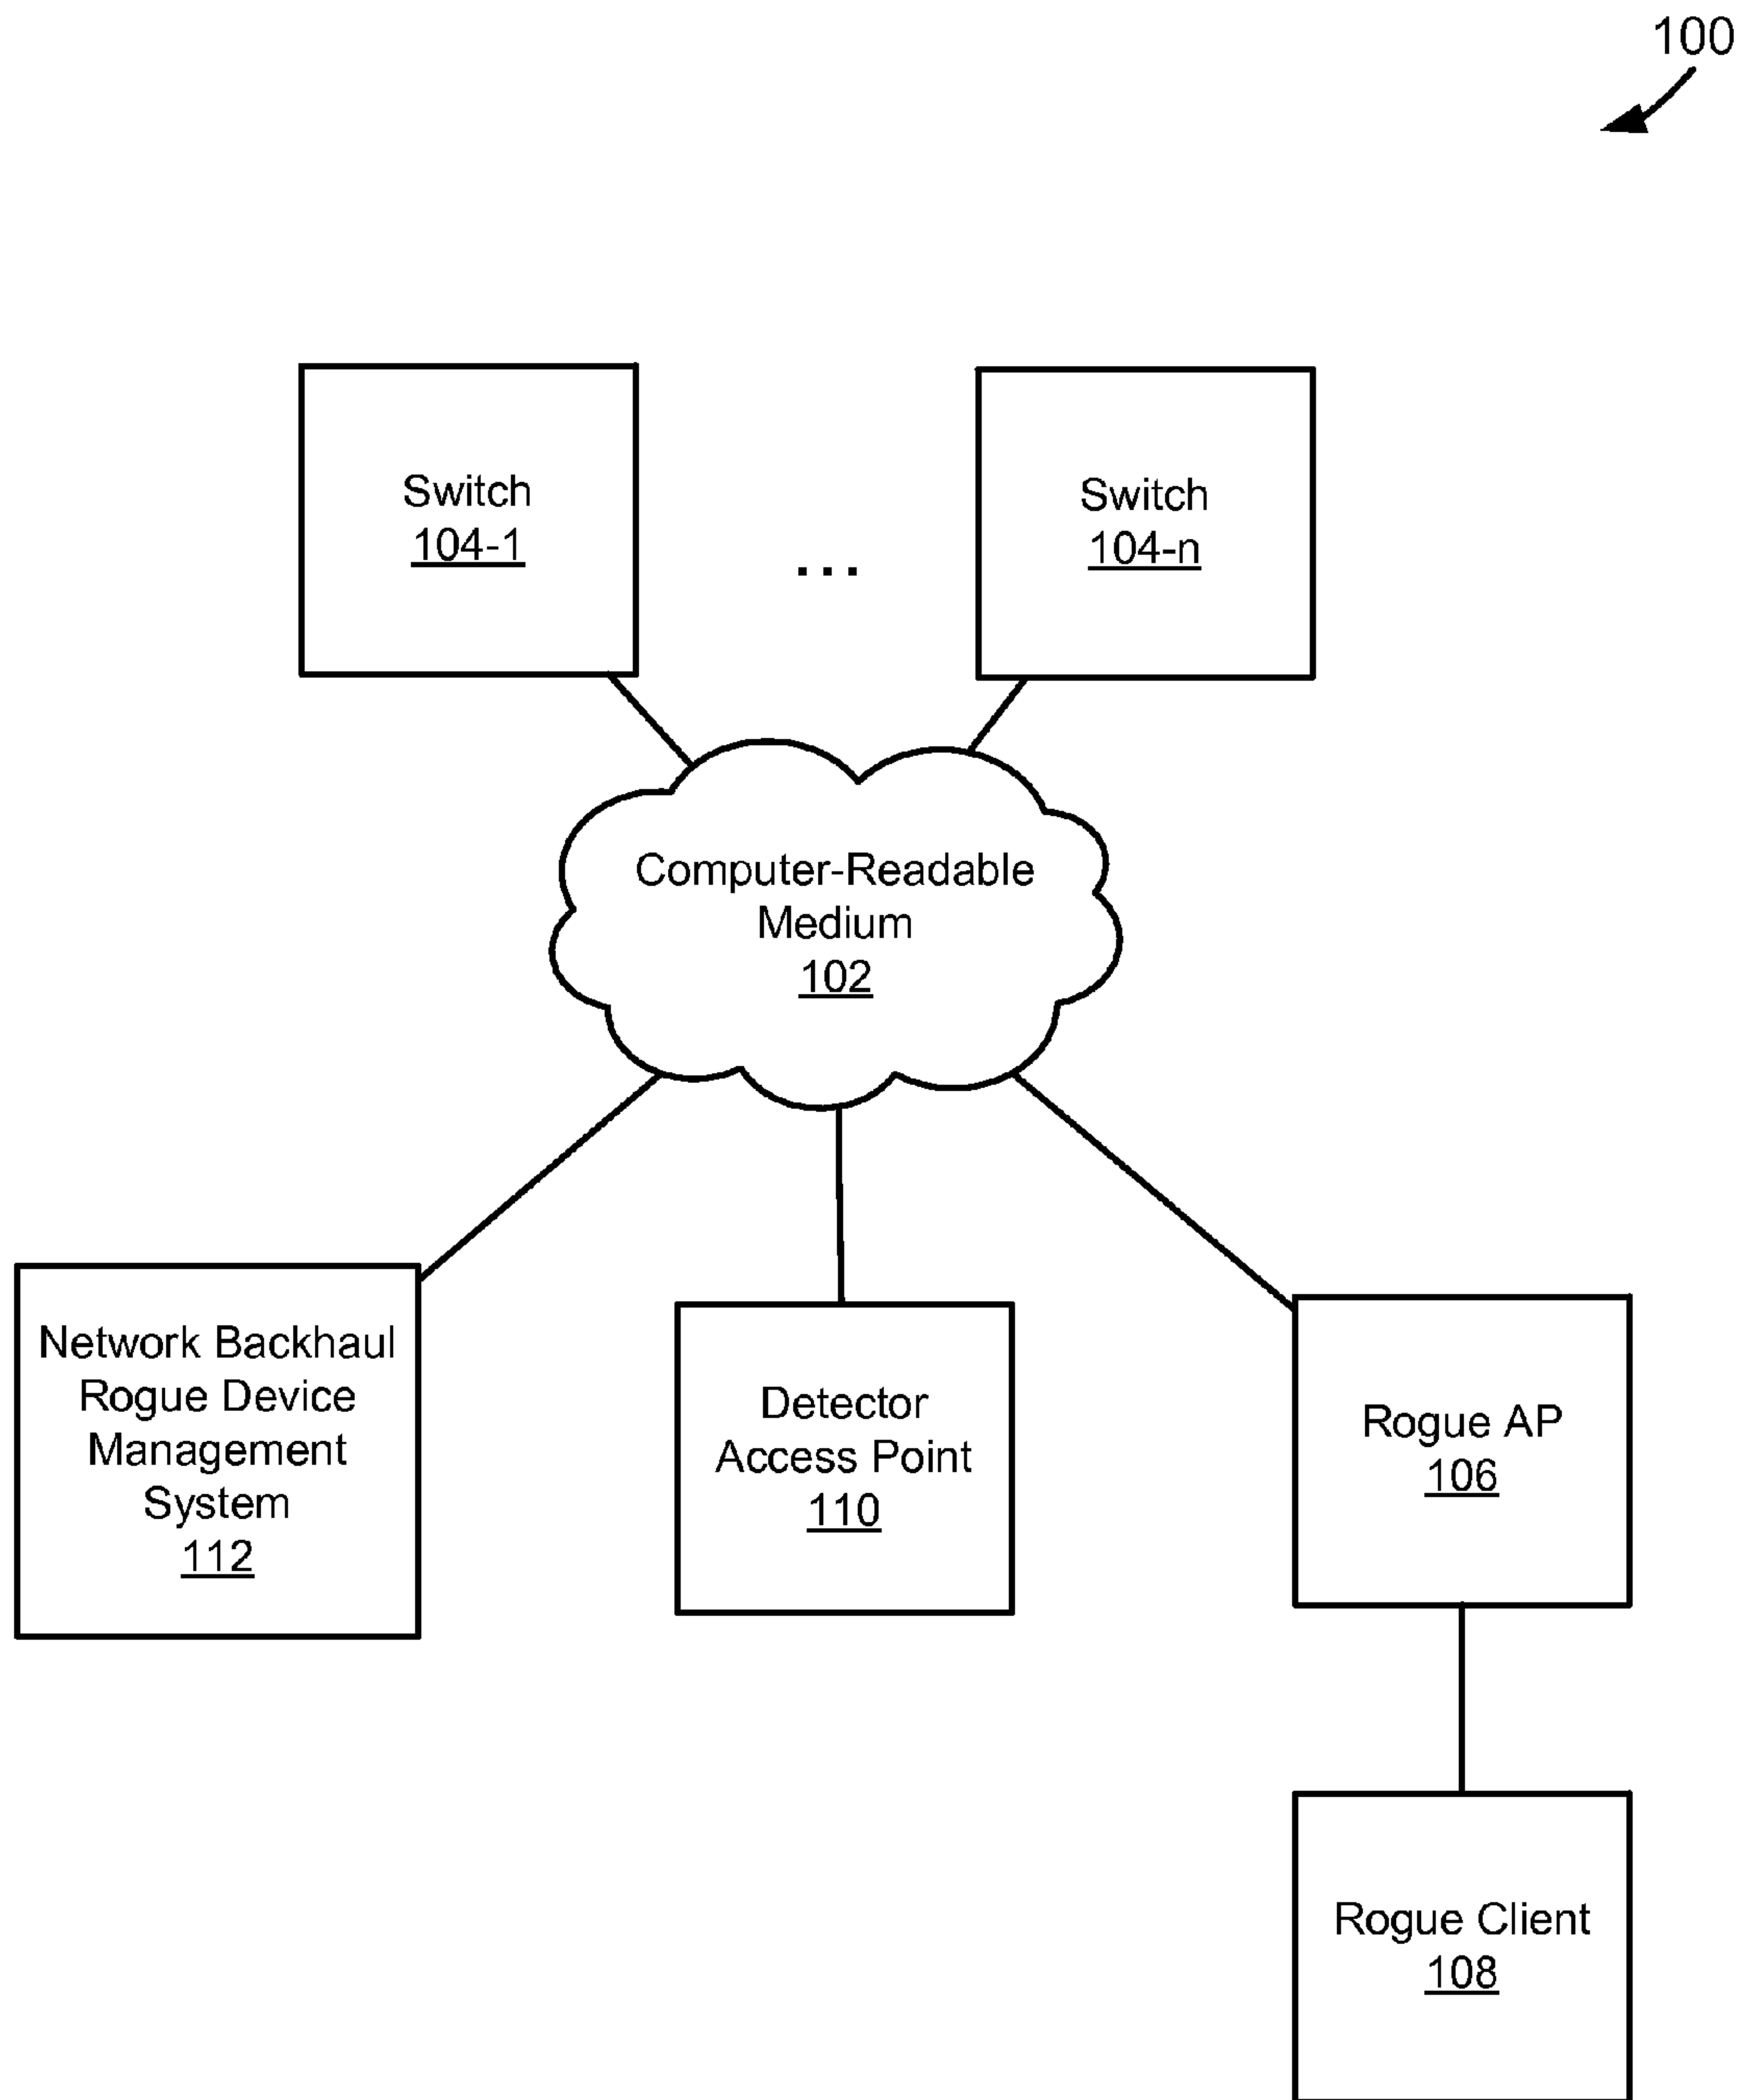 100
Switch
104-1
...
Switch
104-n
Computer-Readable
Medium
102
Network Backhaul
Rogue Device
Management
System
112
Detector
Access Point
110
Rogue AP
106
Rogue Client
108